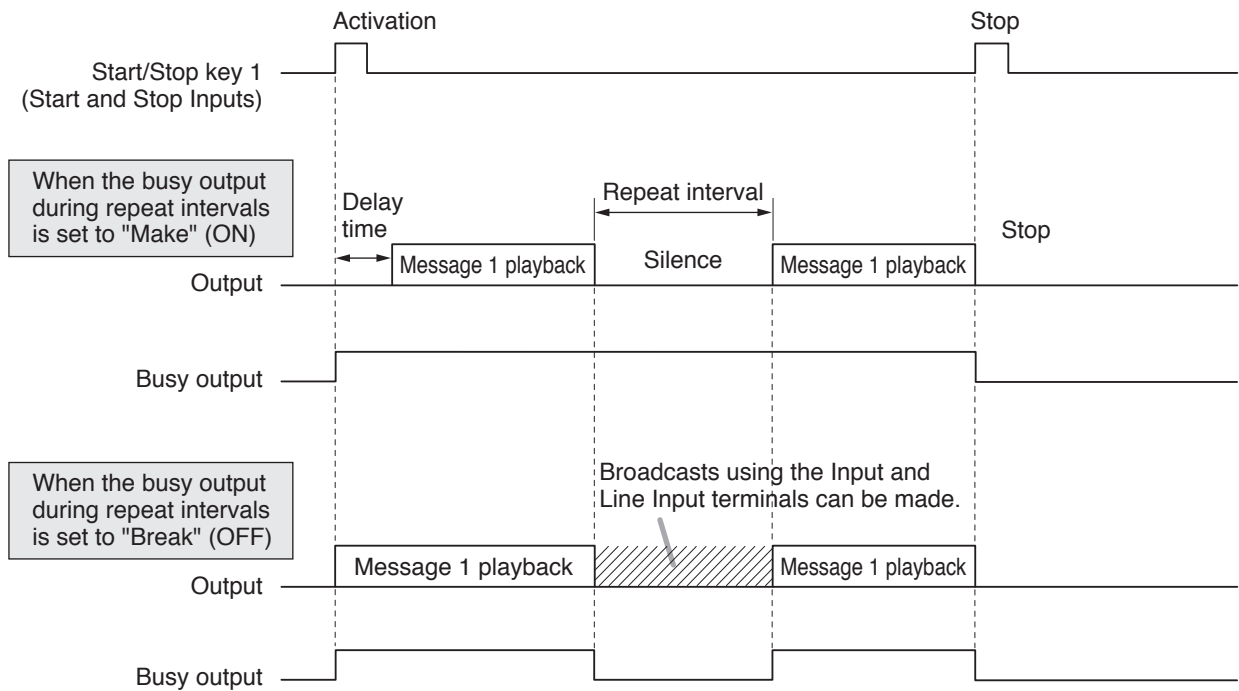 Activation
Stop
Start/Stop key 1
(Start and Stop Inputs)
When the busy output
during repeat intervals
is set to "Make" (ON)
Delay
time
Repeat interval
Stop
Message 1 playback
Silence
Message 1 playback
Output
Busy output
When the busy output
during repeat intervals
is set to "Break" (OFF)
Broadcasts using the Input and
Line Input terminals can be made.
Message 1 playback
Message 1 playback
Output
Busy output